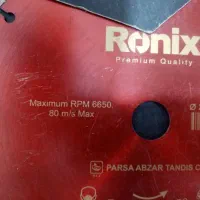 Ronix
Premium Quality
Maximum RPM 6650
80 m/s Max
PARSA ABZAR TANDIS